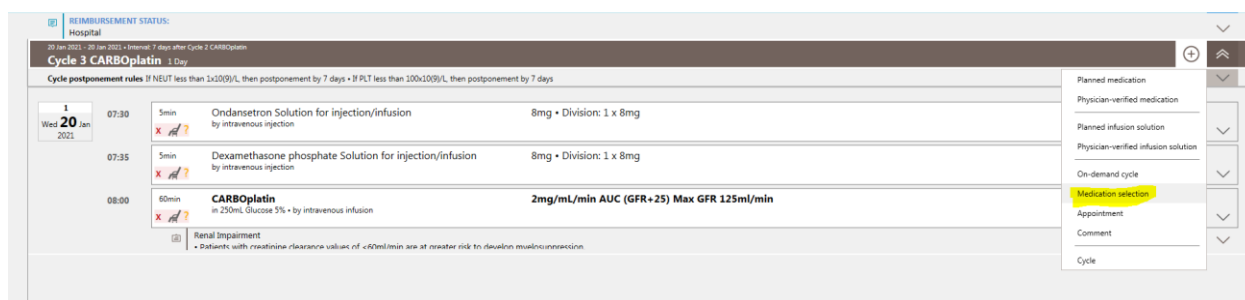 REIMBURSEMENT STATUS:
Hospital
20 Jan 2021 - 20 Jan 2021 • Interval: 7 days after Cycle 2 CARBOplatin
Cycle 3 CARBOplatin 1 Day
Cycle postponement rules If NEUT less than 1x10(9)/L, then postponement by 7 days • If PLT less than 100x10(9)/L, then postponement by 7 days
Planned medication
Physician-verified medication
Planned infusion solution
Physician-verified infusion solution
On-demand cycle
Medication selection
Appointment
Comment
Cycle
1
Wed 20 Jan
2021
07:30
5min
Ondansetron Solution for injection/infusion
by intravenous injection
8mg • Division: 1 x 8mg
X ?
07:35
5min
Dexamethasone phosphate Solution for injection/infusion
by intravenous injection
8mg • Division: 1 x 8mg
X ?
08:00
60min
CARBOplatin
in 250mL Glucose 5% • by intravenous infusion
2mg/mL/min AUC (GFR+25) Max GFR 125ml/min
X ?
Renal Impairment
• Patients with creatinine clearance values of <60ml/min are at greater risk to develop myelosuppression.